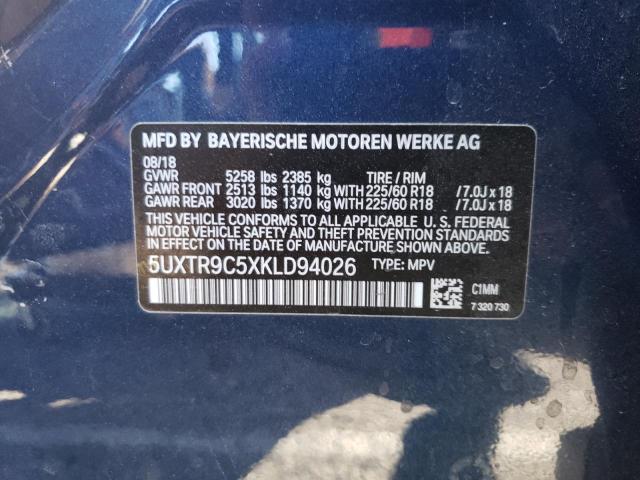 MFD BY BAYERISCHE MOTOREN WERKE AG
08/18
GVWR 5258 lbs 2385 kg TIRE / RIM
GAWR FRONT 2513 lbs 1140 kg WITH 225/60 R18 /7.0J x 18
GAWR REAR 3020 lbs 1370 kg WITH 225/60 R18 /7.0J x 18
THIS VEHICLE CONFORMS TO ALL APPLICABLE U. S. FEDERAL
MOTOR VEHICLE SAFETY AND THEFT PREVENTION STANDARDS
IN EFFECT ON THE DATE OF MANUFACTURE SHOWN ABOVE.
5UXTR9C5XKLD94026 TYPE: MPV
C1MM
7 320 730